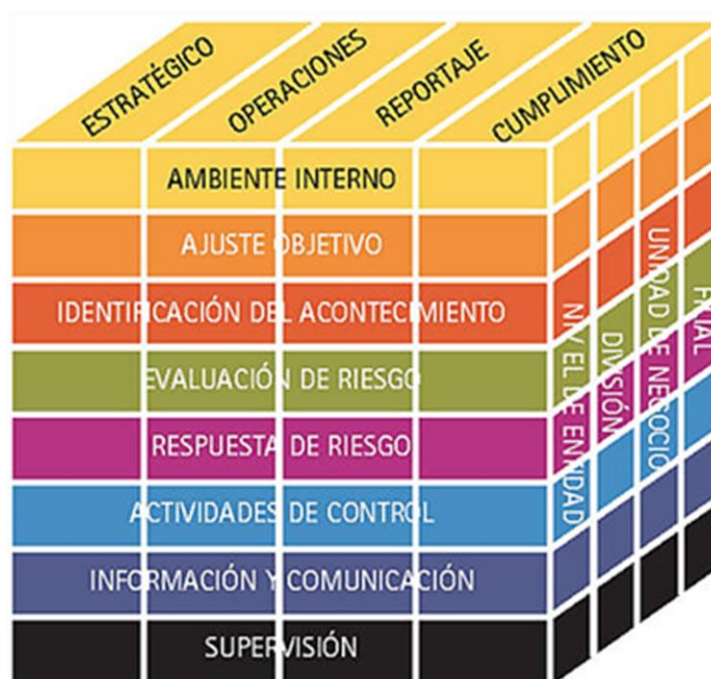 ESTRATÉGICO
OPERACIONES
REPORTAJE
CUMPLIMIENTO
AMBIENTE INTERNO
AJUSTE OBJETIVO
IDENTIFICACIÓN DEL ACONTECIMIENTO
EVALUACIÓN DE RIESGO
RESPUESTA DE RIESGO
ACTIVIDADES DE CONTROL
INFORMACIÓN Y COMUNICACIÓN
SUPERVISIÓN
NIVEL DE ENTIDAD
DIVISIÓN
UNIDAD DE NEGOCIO
FILIAL